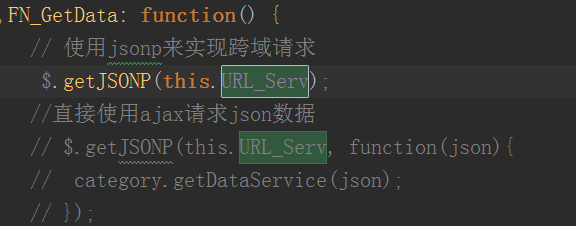 ,FN_GetData: function() {
// 使用jsonp来实现跨域请求
$.getJSONP(this.URL_Serv);
//直接使用ajax请求json数据
// $.getJSONP(this.URL_Serv, function(json){
//  category.getDataService(json);
// });